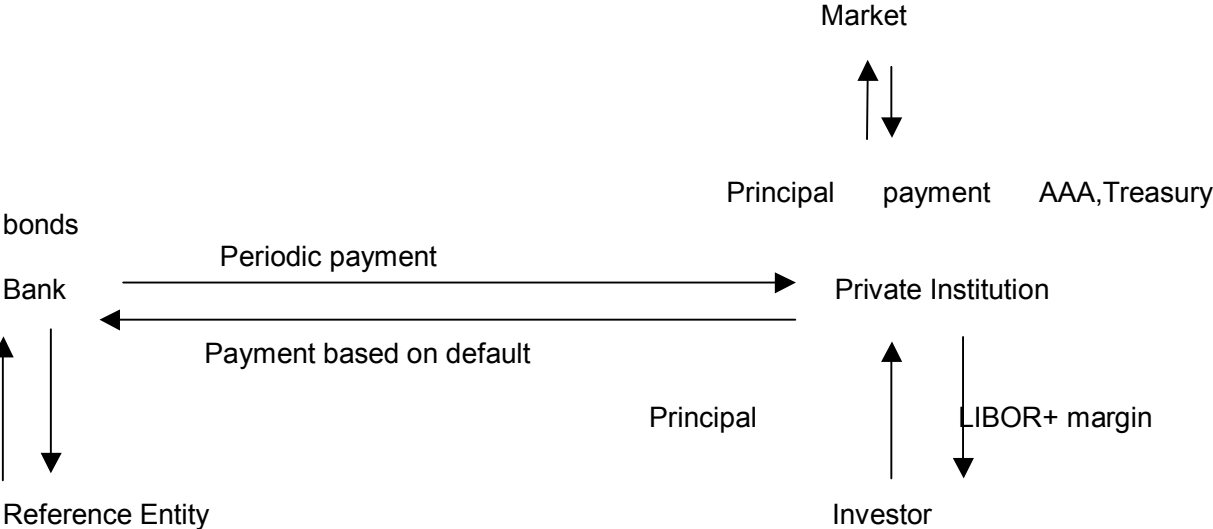 Market
Principal payment AAA,Treasury
bonds
Periodic payment
Bank
Private Institution
Payment based on default
Principal
LIBOR+ margin
Reference Entity
Investor